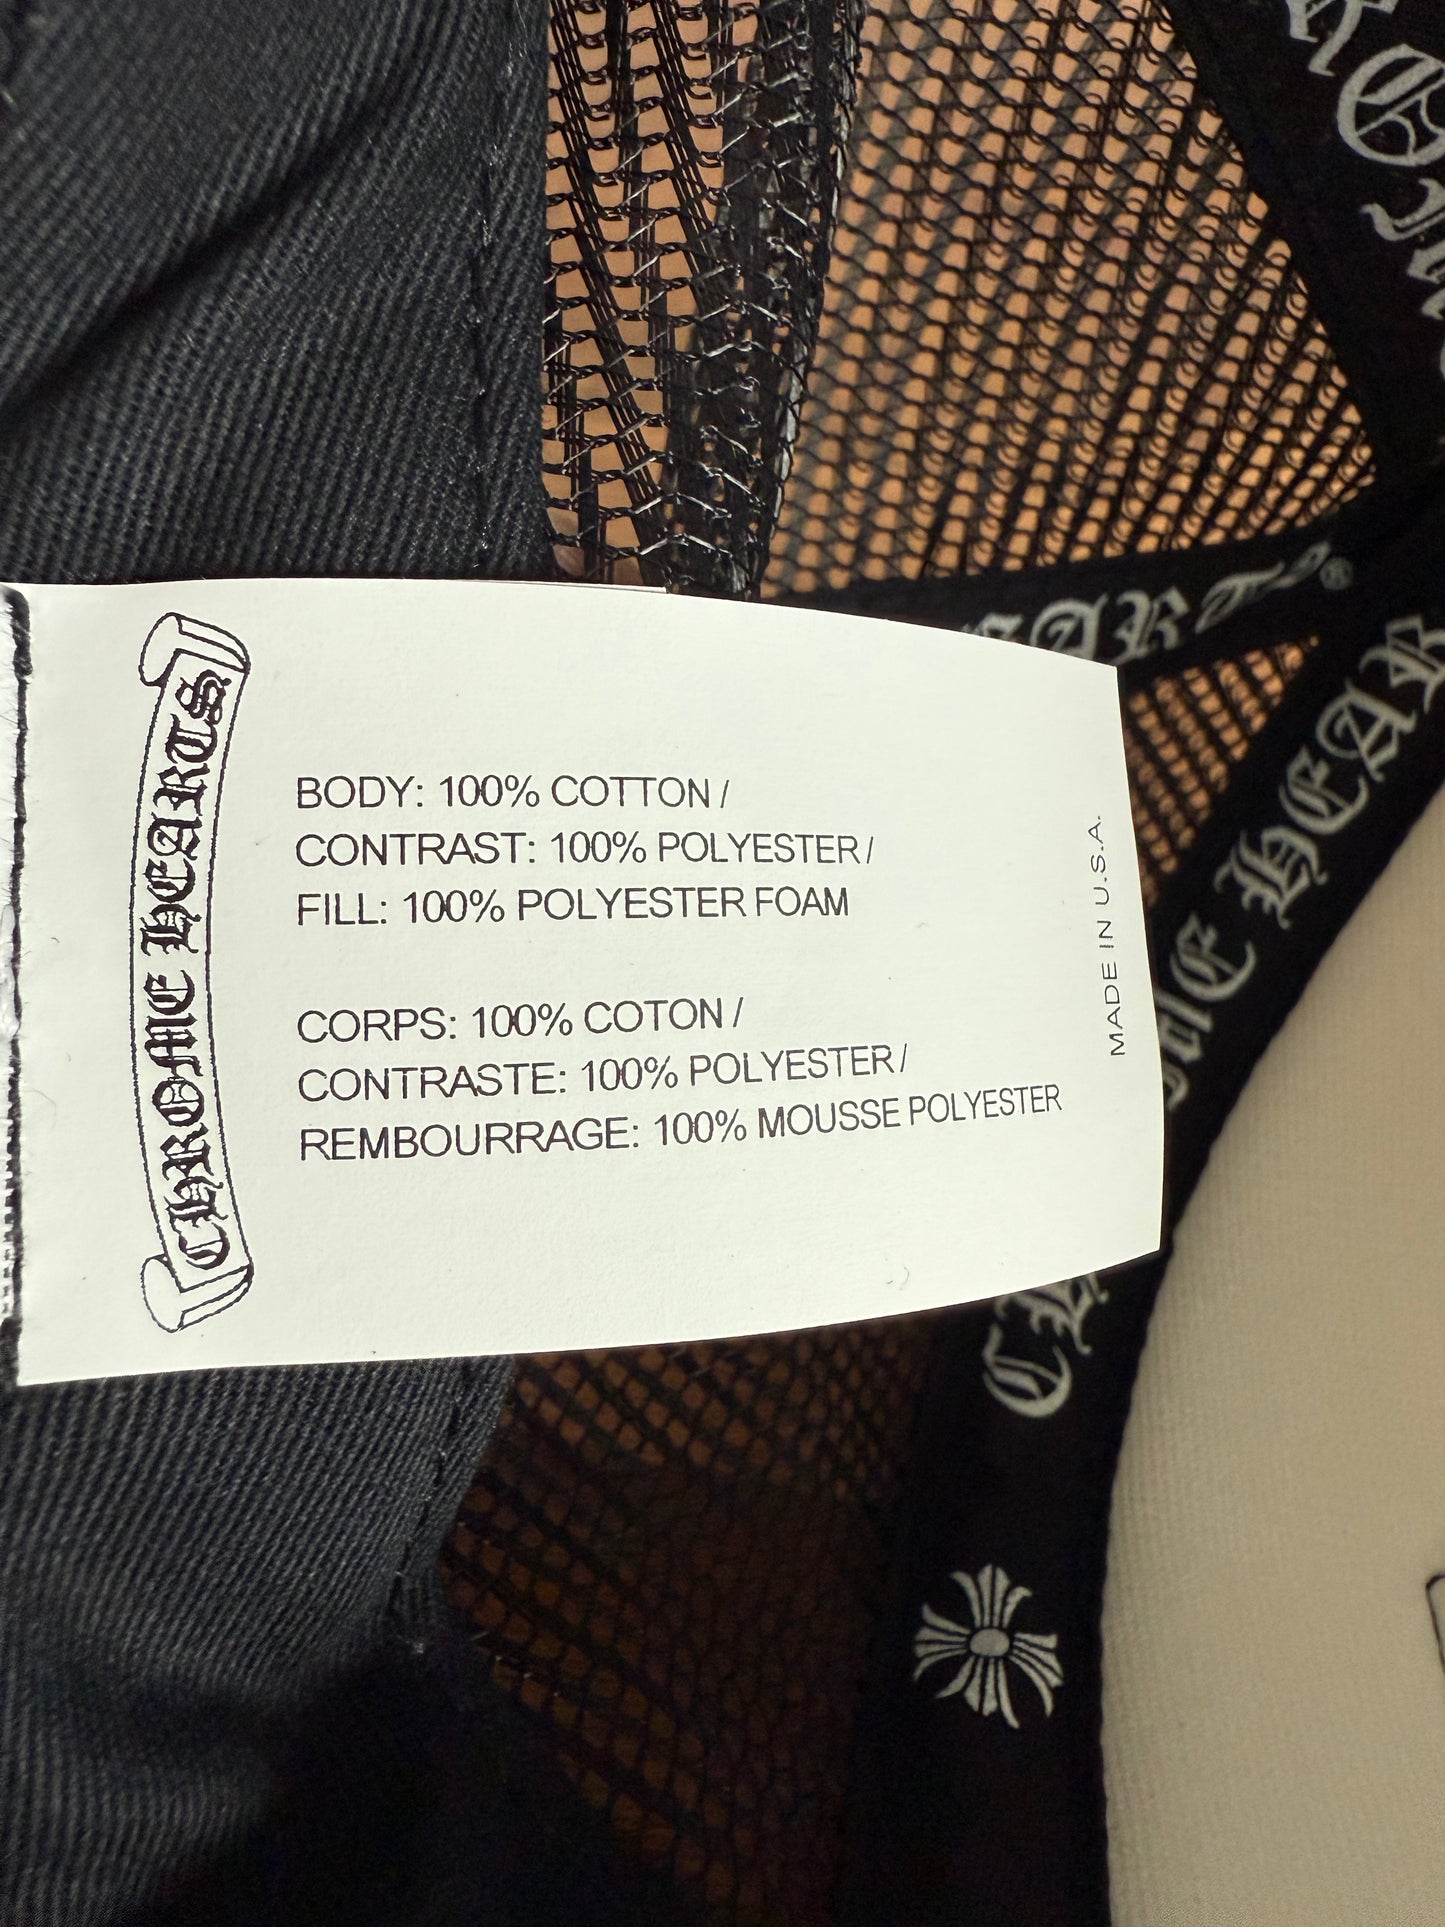 CHROME HEARTS
BODY: 100% COTTON /
CONTRAST: 100% POLYESTER /
FILL: 100% POLYESTER FOAM
CORPS: 100% COTON /
CONTRASTE: 100% POLYESTER /
REMBOURRAGE: 100% MOUSSE POLYESTER
MADE IN U.S.A.
HEAR